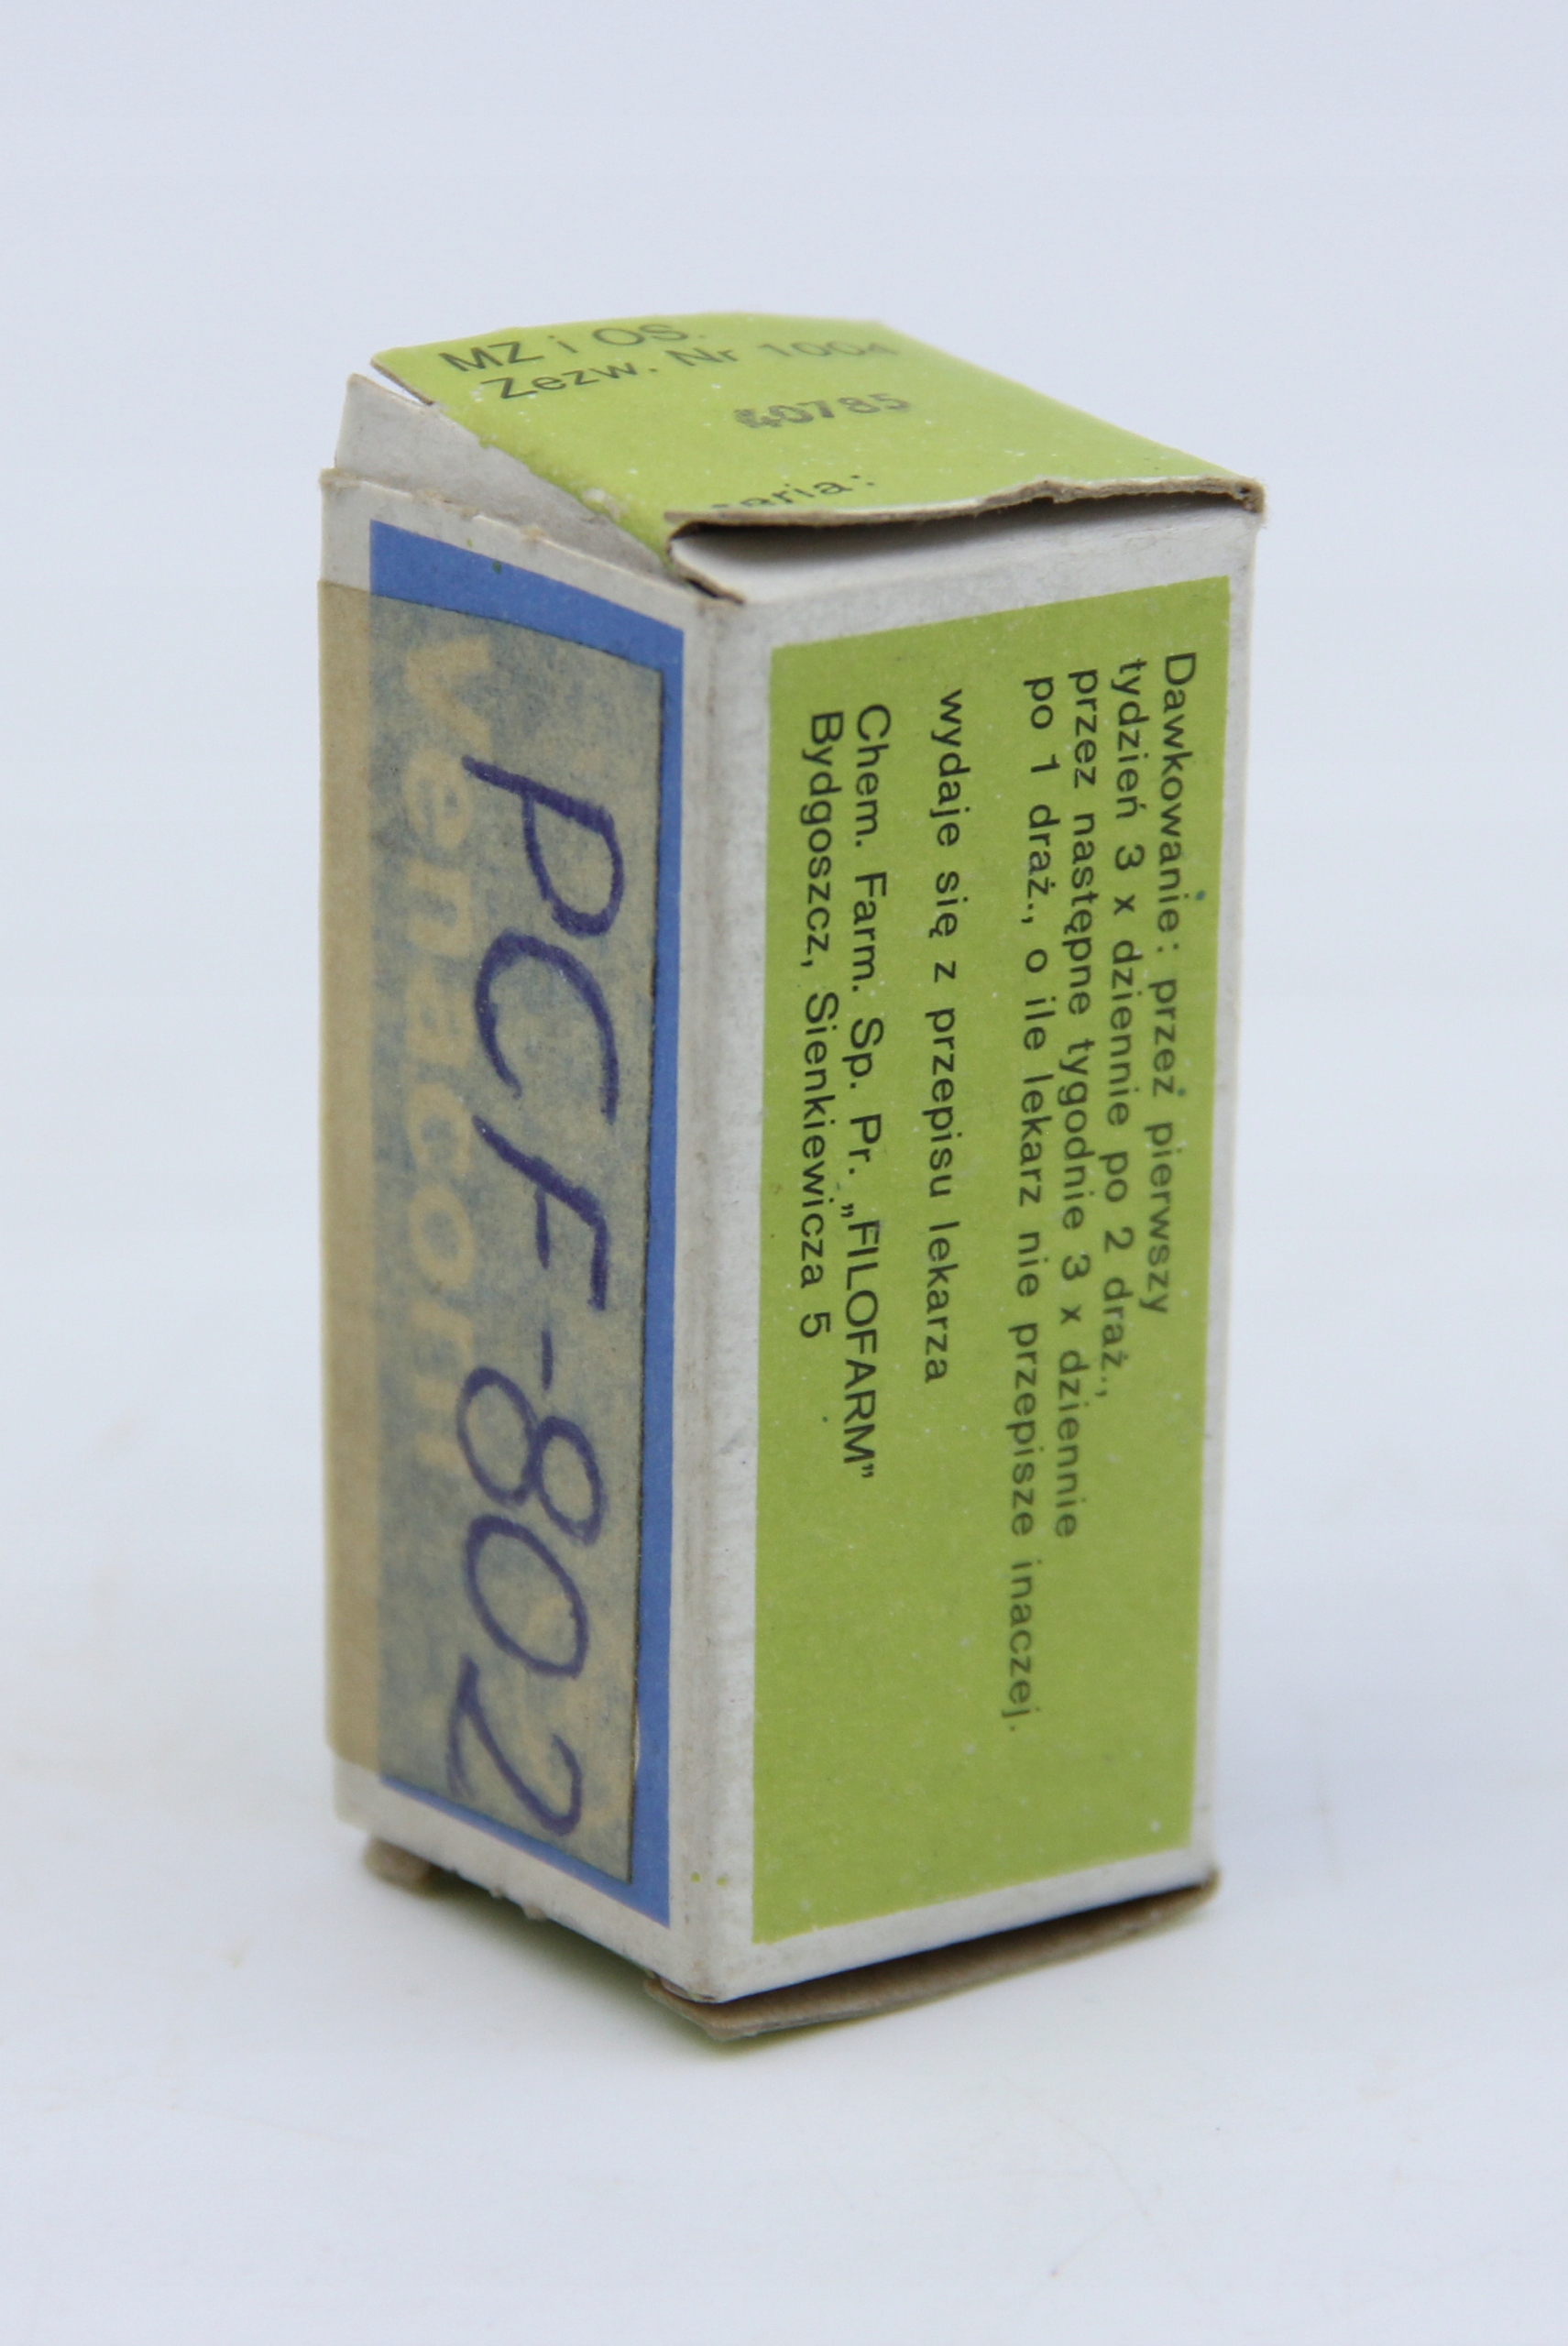 MZ i OS.
Zezw. Nr 1004
40785
seria:
venacorn
PCF-802
Dawkowanie: przez pierwszy
tydzień 3 x dziennie po 2 draż.,
przez następne tygodnie 3 x dziennie
po 1 draż., o ile lekarz nie przepisze inaczej.
wydaje się z przepisu lekarza
Chem. Farm. Sp. Pr. „FILOFARM”
Bydgoszcz, Sienkiewicza 5